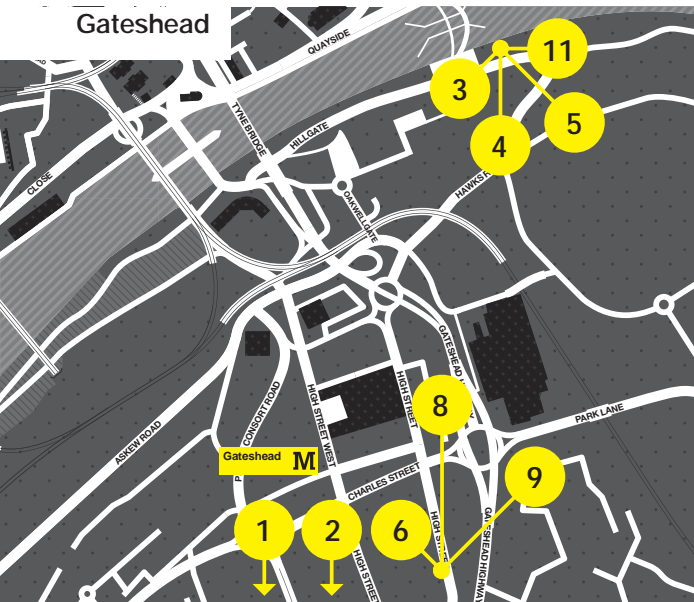 Gateshead
QUAYSIDE
11
3
5
4
TYNE BRIDGE
HILLGATE
CLOSE
HAWKS
OAKWELLGATE
GATESHEAD
HIGH STREET
8
PARK LANE
CONSORT ROAD
HIGH STREET WEST
ASKEW ROAD
Gateshead M
CHARLES STREET
9
1
2
6
HIGH STREET
GATESHEAD HIGHWAY
HIGH STREET